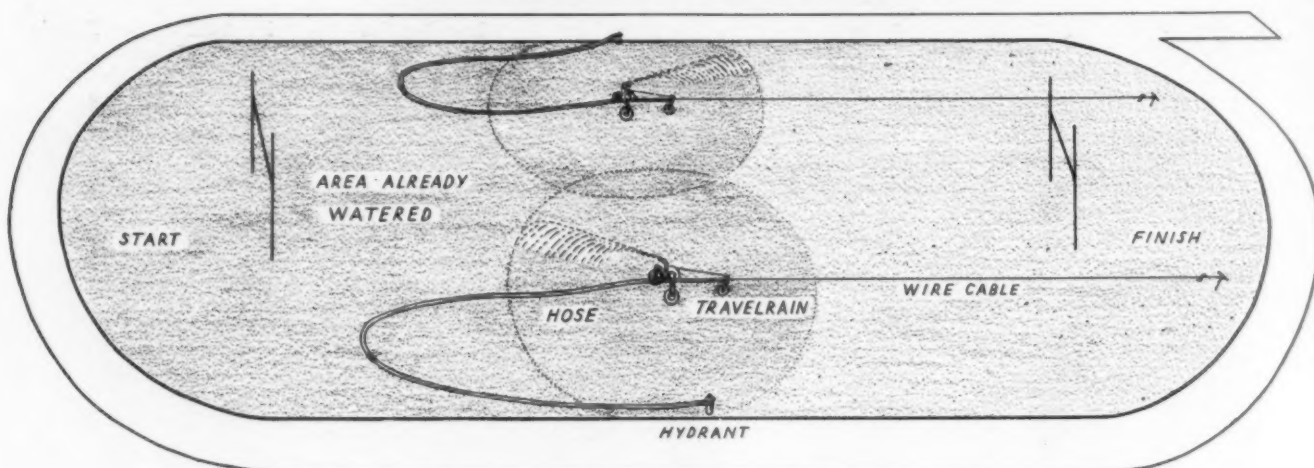 AREA ALREADY
WATERED
START
FINISH
WIRE CABLE
HOSE
TRAVELRAIN
HYDRANT